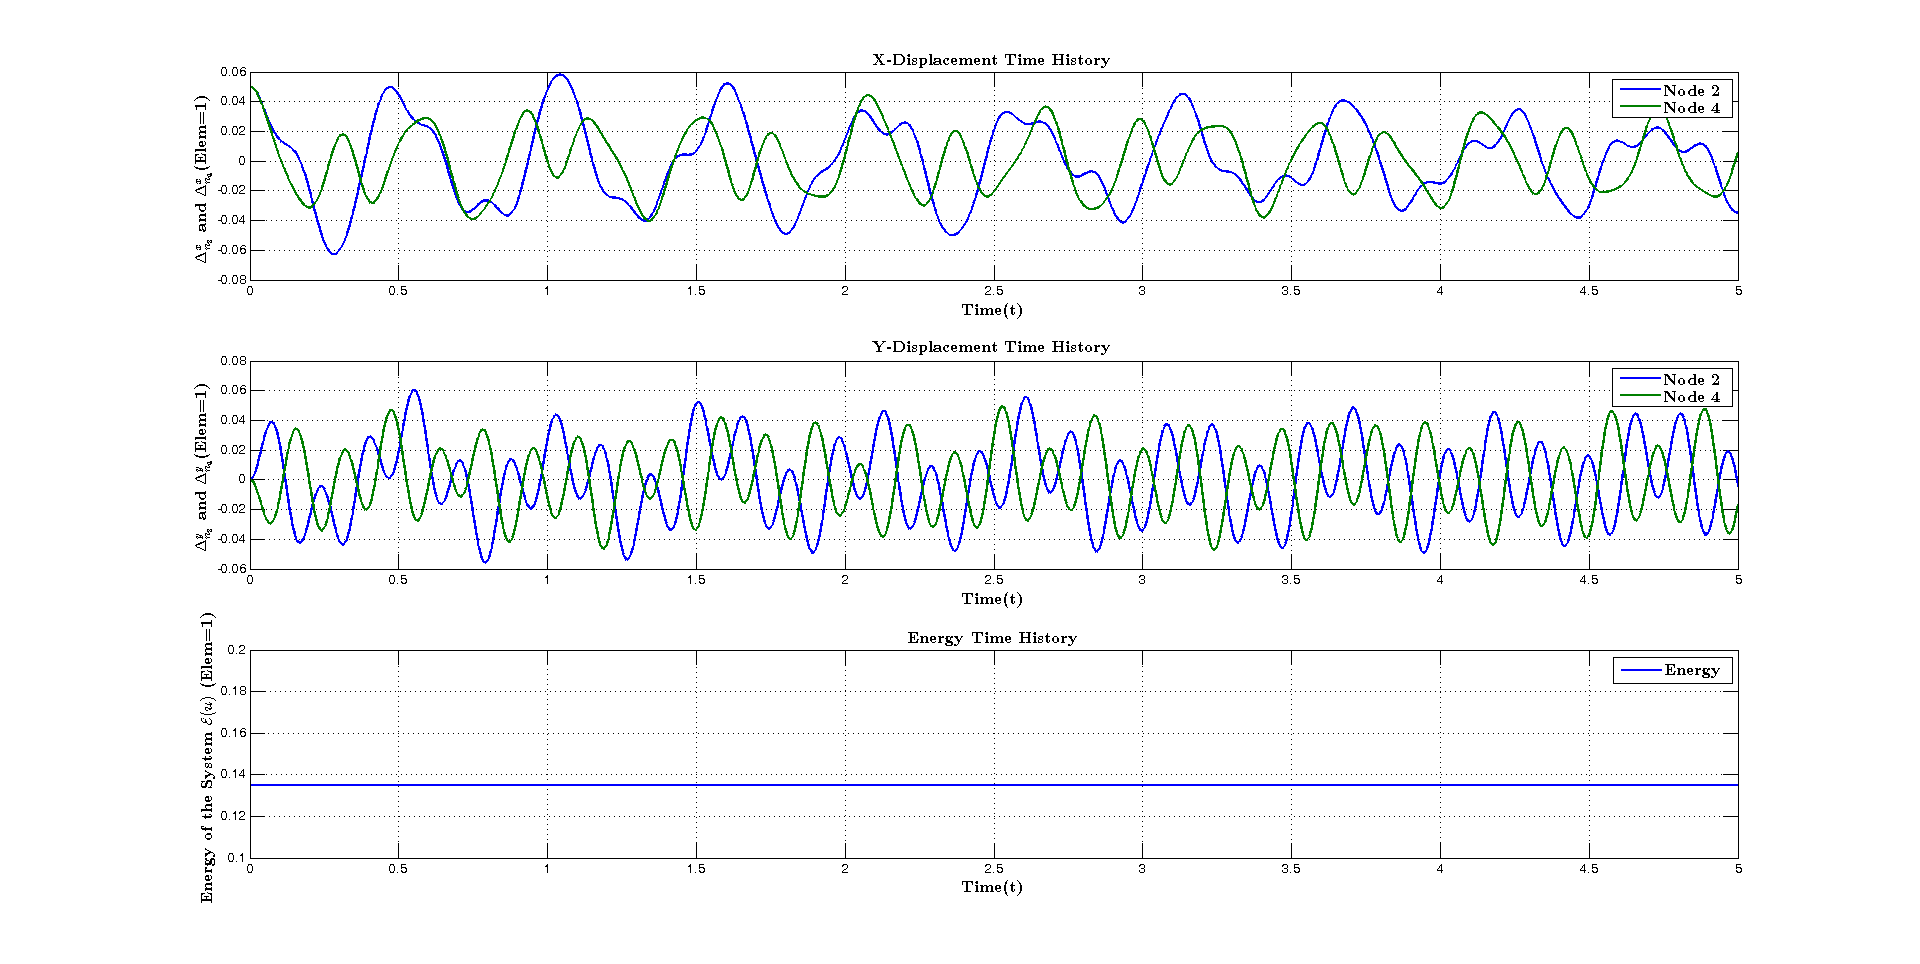 X-Displacement Time History
Δˣₙ₂ and Δˣₙ₄(Elem=1)
0.06
0.04
0.02
0
-0.02
-0.04
-0.06
-0.08
Node 2
Node 4
0 0.5 1 1.5 2 2.5 3 3.5 4 4.5 5
Time(t)
Y-Displacement Time History
Δʸₙ₂ and Δʸₙ₄(Elem=1)
0.08
0.06
0.04
0.02
0
-0.02
-0.04
-0.06
Node 2
Node 4
0 0.5 1 1.5 2 2.5 3 3.5 4 4.5 5
Time(t)
Energy Time History
Energy of the System ℰ(u) (Elem=1)
0.2
0.18
0.16
0.14
0.12
0.1
Energy
0 0.5 1 1.5 2 2.5 3 3.5 4 4.5 5
Time(t)